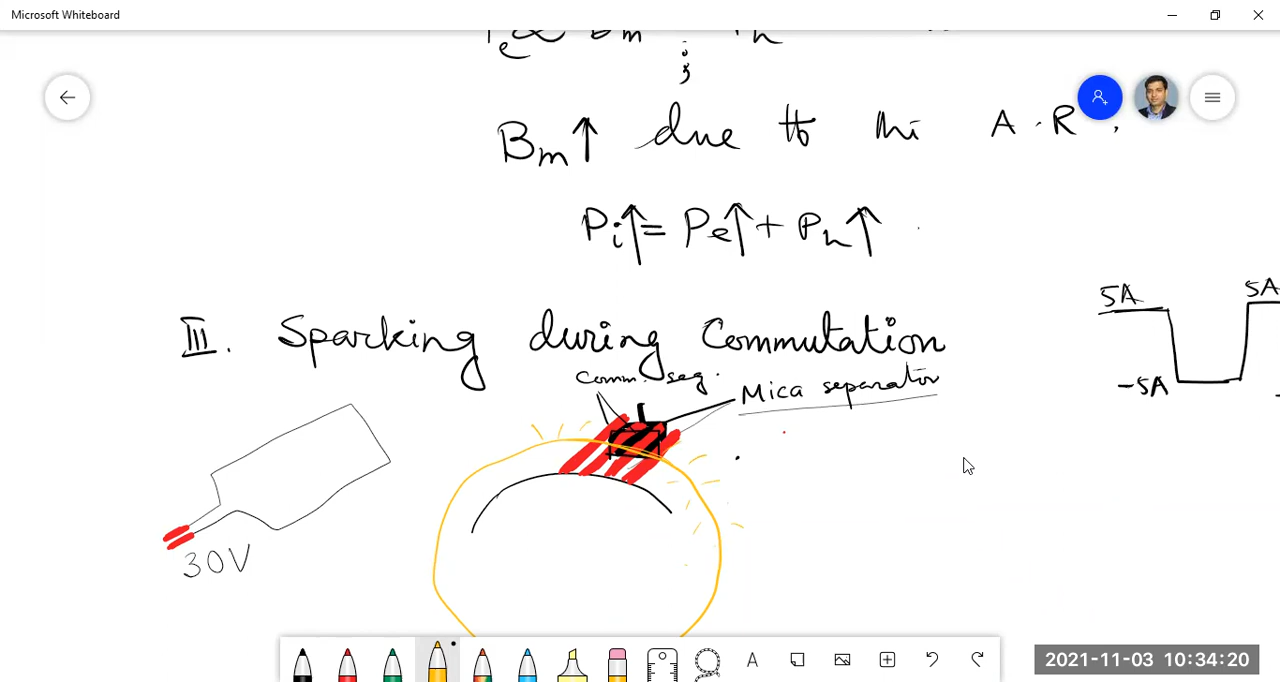 Microsoft Whiteboard
Bm↑ due to the A.R.
Pi↑ = Pe↑ + Ph↑
5A
5A
-5A
III. Sparking during Commutation
Comm. seg.
Mica separator
30V
2021-11-03 10:34:20